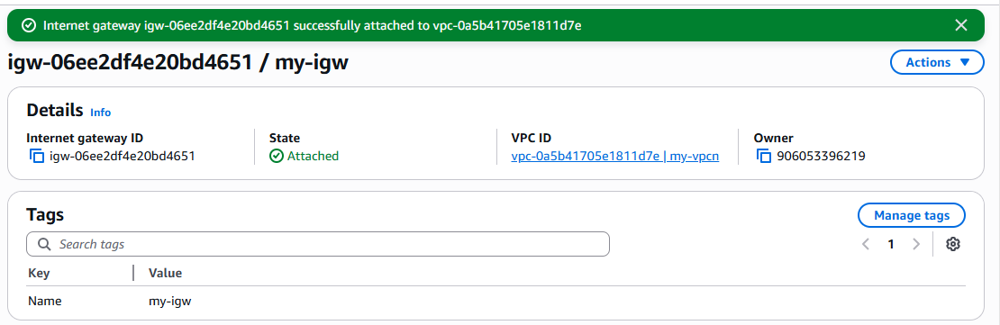 Internet gateway igw-06ee2df4e20bd4651 successfully attached to vpc-0a5b41705e1811d7e
igw-06ee2df4e20bd4651 / my-igw
Actions
Details Info
Internet gateway ID
igw-06ee2df4e20bd4651
State
Attached
VPC ID
vpc-0a5b41705e1811d7e | my-vpcn
Owner
906053396219
Tags
Manage tags
Search tags
1
Key Value
Name my-igw